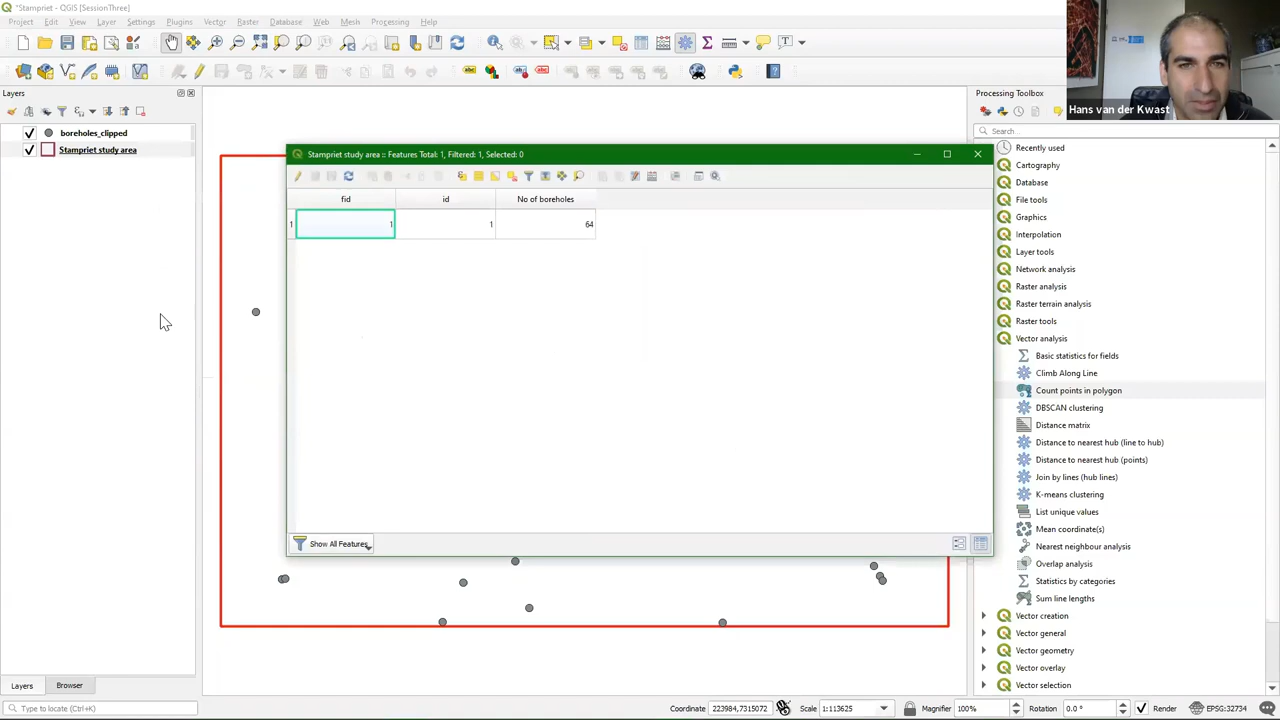 *Stampriet - QGIS [SessionThree]
Project Edit View Layer Settings Plugins Vector Raster Database Web Mesh Processing Help
Hans van der Kwast
Layers
boreholes_clipped
Stampriet study area
Stampriet study area :: Features Total: 1, Filtered: 1, Selected: 0
fid id No of boreholes
1 1 1 64
Show All Features
Processing Toolbox
Search...
Recently used
Cartography
Database
File tools
Graphics
Interpolation
Layer tools
Network analysis
Raster analysis
Raster terrain analysis
Raster tools
Vector analysis
Basic statistics for fields
Climb Along Line
Count points in polygon
DBSCAN clustering
Distance matrix
Distance to nearest hub (line to hub)
Distance to nearest hub (points)
Join by lines (hub lines)
K-means clustering
List unique values
Mean coordinate(s)
Nearest neighbour analysis
Overlap analysis
Statistics by categories
Sum line lengths
Vector creation
Vector general
Vector geometry
Vector overlay
Vector selection
Layers Browser
Type to locate (Ctrl+K) Coordinate 223984,7315072 Scale 1:113625 Magnifier 100% Rotation 0.0 ° Render EPSG:32734